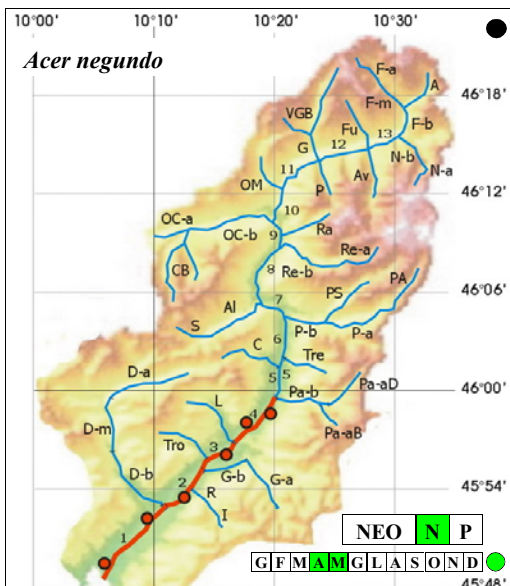 10°00' 10°10' 10°20' 10°30'
Acer negundo
F-a
A
46°18'
F-m
VGB
Fu
F-b
13
12
G
N-b
11
N-a
Av
P
OM
46°12'
10
OC-a
Ra
OC-b
9
Re-a
CB
8
Re-b
PA
46°06'
PS
7
Al
S
P-b
P-a
6
C
Tre
D-a
5 5
46°00'
Pa-b
Pa-aD
L
4
D-m
Pa-aB
Tro
3
D-b
G-b
G-a
2
R
45°54'
I
1
NEO N P
G F M A M G L A S O N D
45°48'